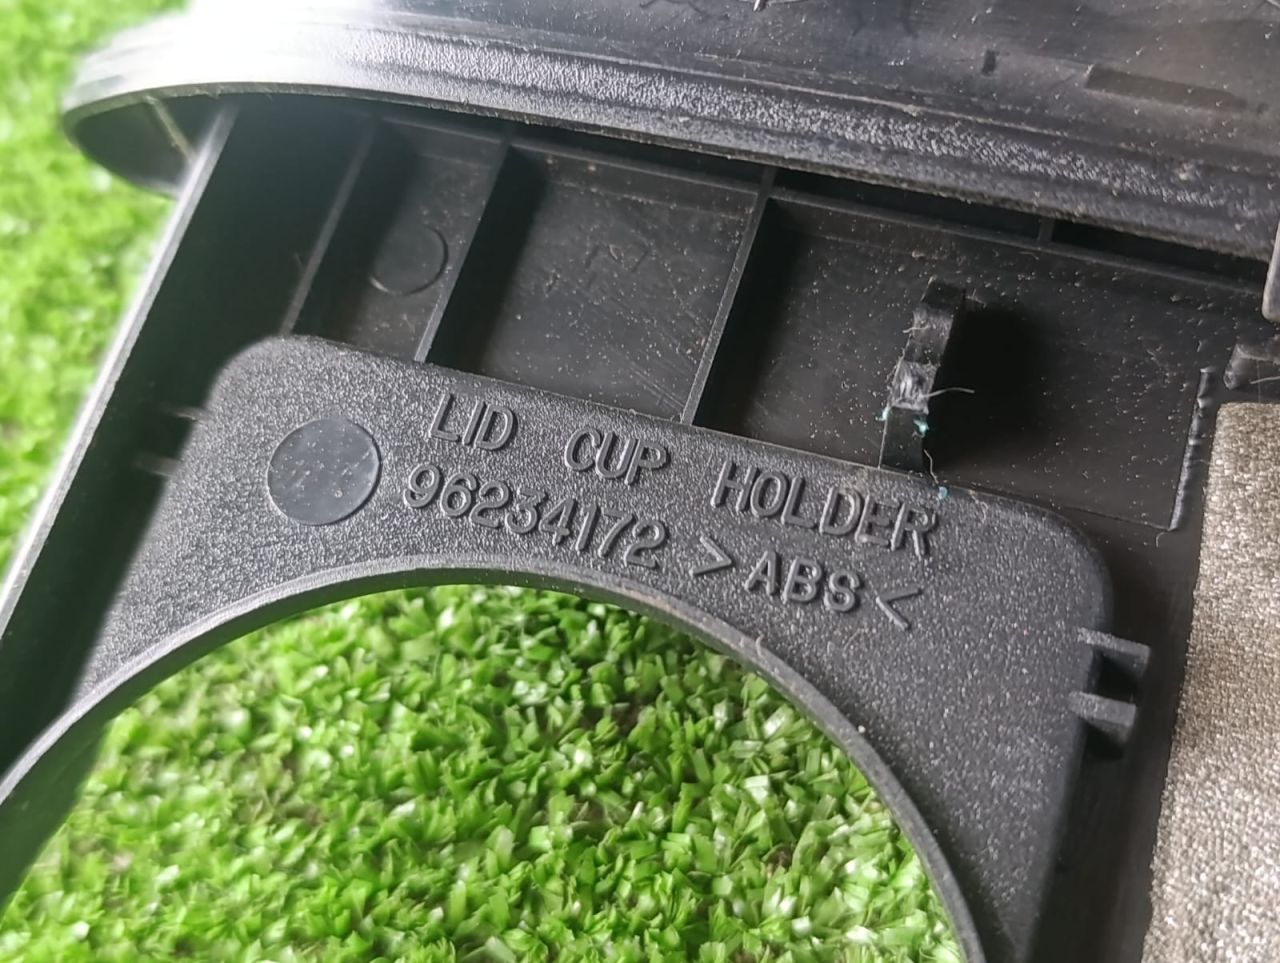 LID CUP HOLDER
96234172 >ABS<